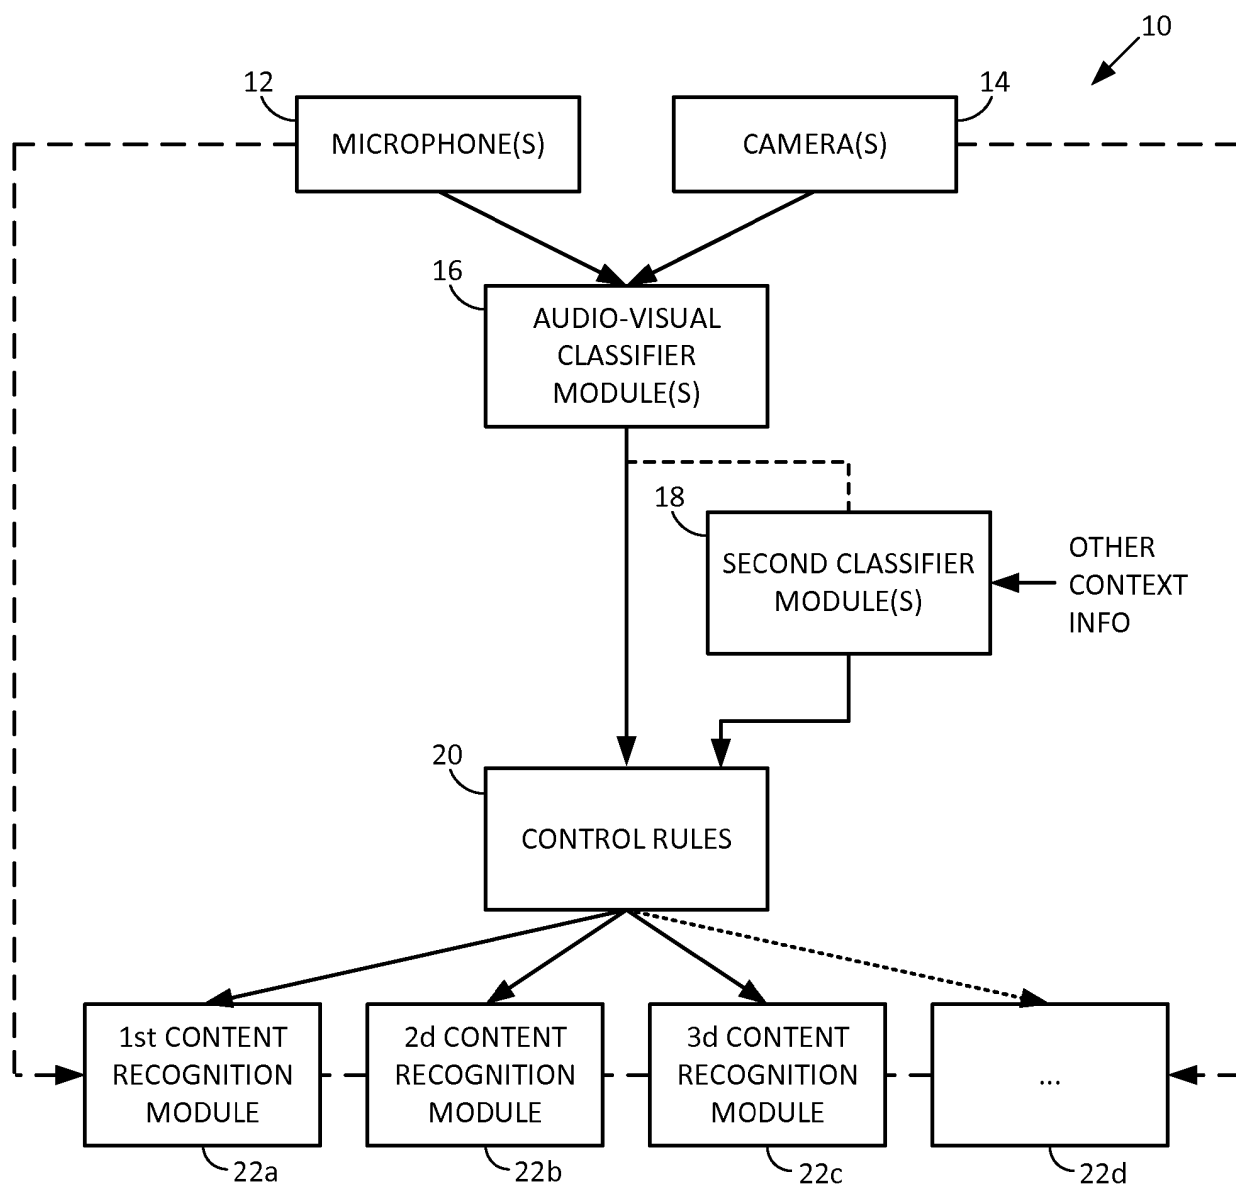 10
12
14
MICROPHONE(S)
CAMERA(S)
16
AUDIO-VISUAL
CLASSIFIER
MODULE(S)
18
SECOND CLASSIFIER
MODULE(S)
OTHER
CONTEXT
INFO
20
CONTROL RULES
1st CONTENT
RECOGNITION
MODULE
2d CONTENT
RECOGNITION
MODULE
3d CONTENT
RECOGNITION
MODULE
...
22a
22b
22c
22d